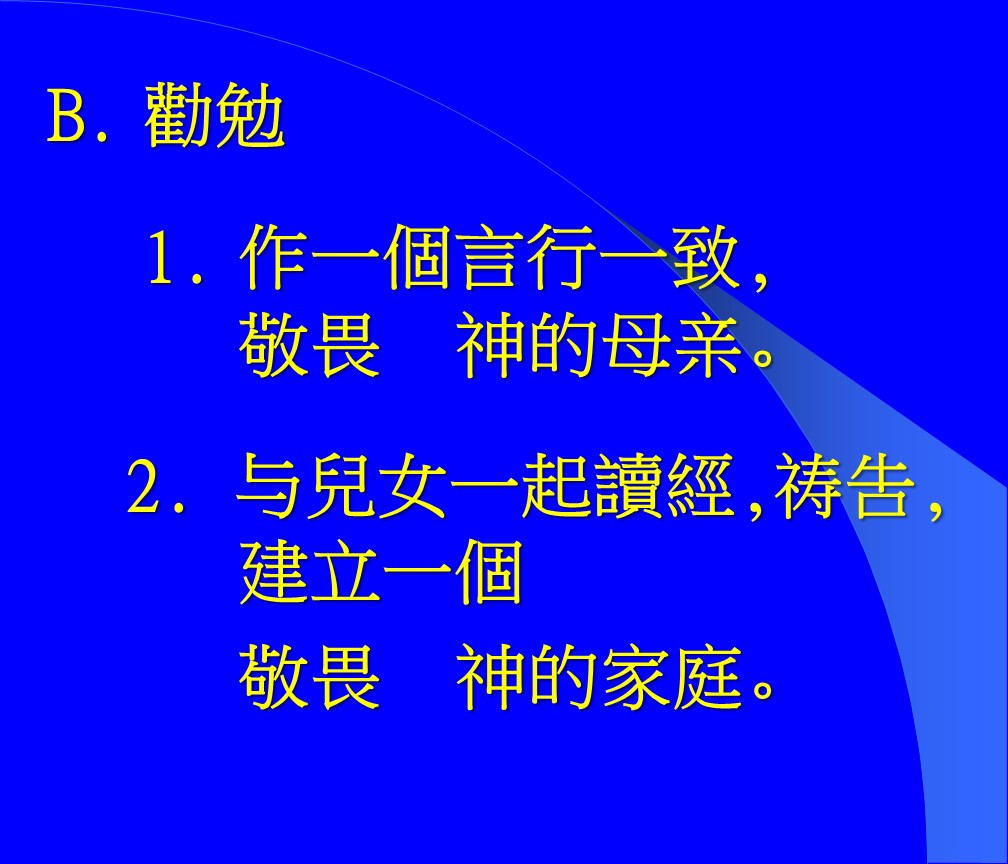 B. 勸勉
1. 作一個言行一致,
敬畏　神的母亲。
2. 与兒女一起讀經,祷告,
建立一個
敬畏　神的家庭。